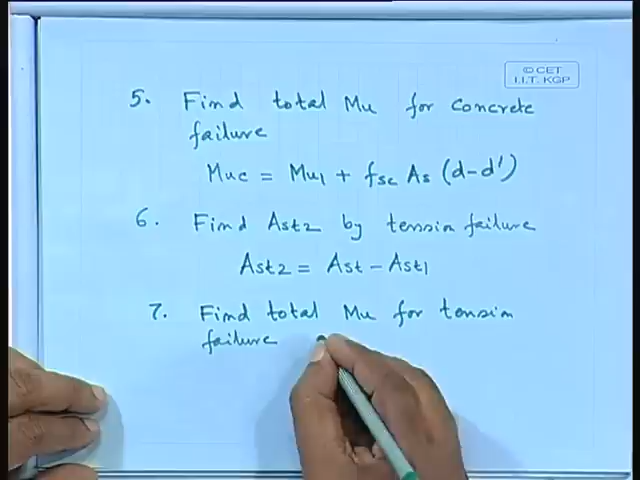 © CET
I.I.T. KGP
5. Find total Mu for Concrete
failure
Muc = Mu1 + fsc As (d-d')
6. Find Ast2 by tension failure
Ast2 = Ast - Ast1
7. Find total Mu for tension
failure